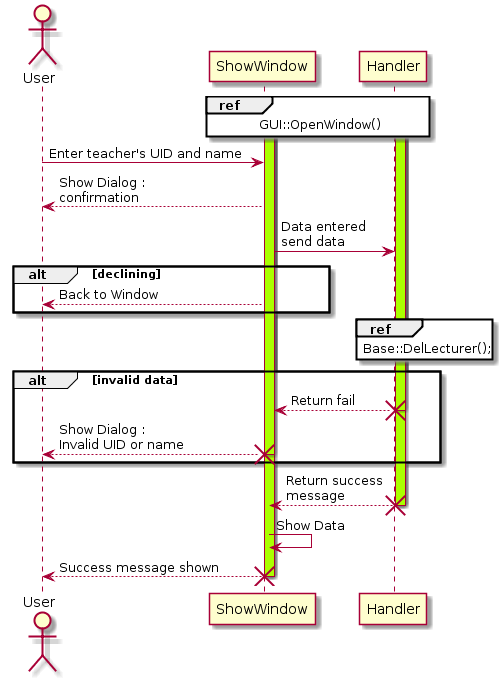 User
ShowWindow
Handler
ref
GUI::OpenWindow()
Enter teacher's UID and name
Show Dialog :
confirmation
Data entered
send data
alt
[declining]
Back to Window
ref
Base::DelLecturer();
alt
[invalid data]
Return fail
Show Dialog :
Invalid UID or name
Return success
message
Show Data
Success message shown
User
ShowWindow
Handler